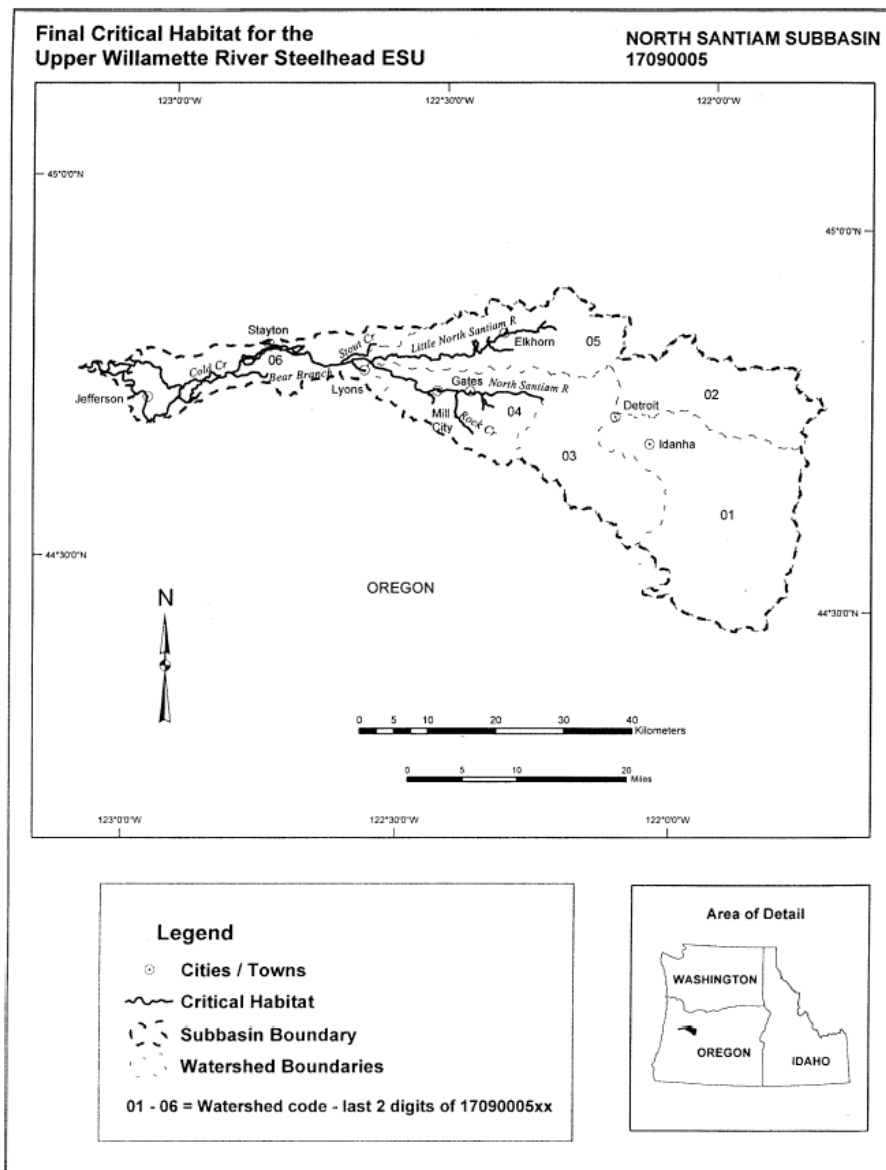 Final Critical Habitat for the
Upper Willamette River Steelhead ESU
NORTH SANTIAM SUBBASIN
17090005
123°0'0"W
122°30'0"W
122°0'0"W
45°0'0"N
45°0'0"N
Stayton
06
Stout Cr
Little North Santiam R
Elkhorn
05
Cold Cr
Bear Branch
Jefferson
Lyons
Gates
North Santiam R
02
Detroit
Mill
City
Rock Cr
04
03
Idanha
01
44°30'0"N
44°30'0"N
OREGON
N
0 5 10 20 30 40
Kilometers
0 5 10 20
Miles
123°0'0"W
122°30'0"W
122°0'0"W
Legend
Cities / Towns
Critical Habitat
Subbasin Boundary
Watershed Boundaries
01 - 06 = Watershed code - last 2 digits of 17090005xx
Area of Detail
WASHINGTON
OREGON
IDAHO